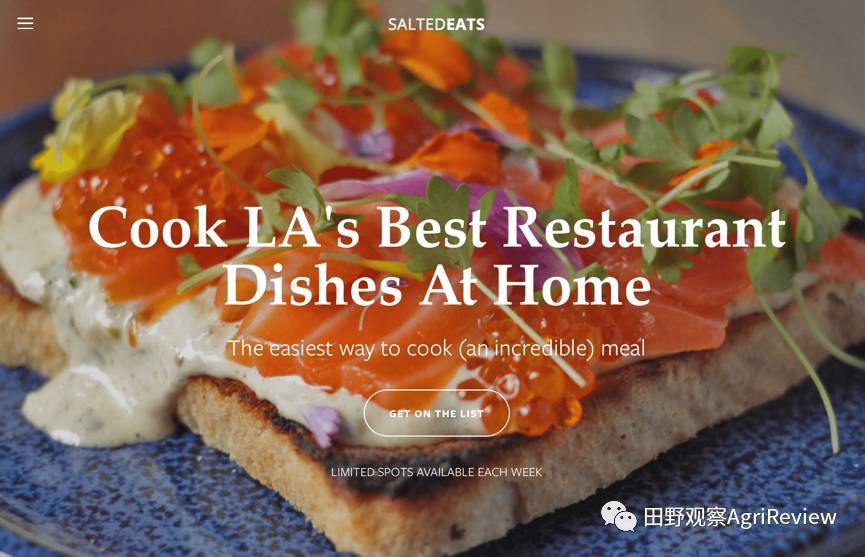 SALTEDEATS
Cook LA's Best Restaurant
Dishes At Home
The easiest way to cook (an incredible) meal
GET ON THE LIST
LIMITED SPOTS AVAILABLE EACH WEEK
田野观察AgriReview